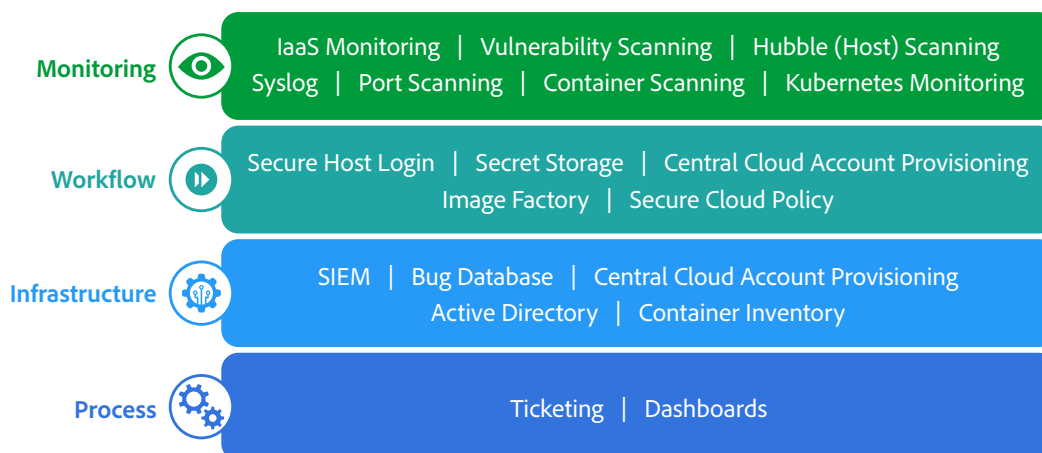 Monitoring
IaaS Monitoring | Vulnerability Scanning | Hubble (Host) Scanning
Syslog | Port Scanning | Container Scanning | Kubernetes Monitoring
Workflow
Secure Host Login | Secret Storage | Central Cloud Account Provisioning
Image Factory | Secure Cloud Policy
Infrastructure
SIEM | Bug Database | Central Cloud Account Provisioning
Active Directory | Container Inventory
Process
Ticketing | Dashboards